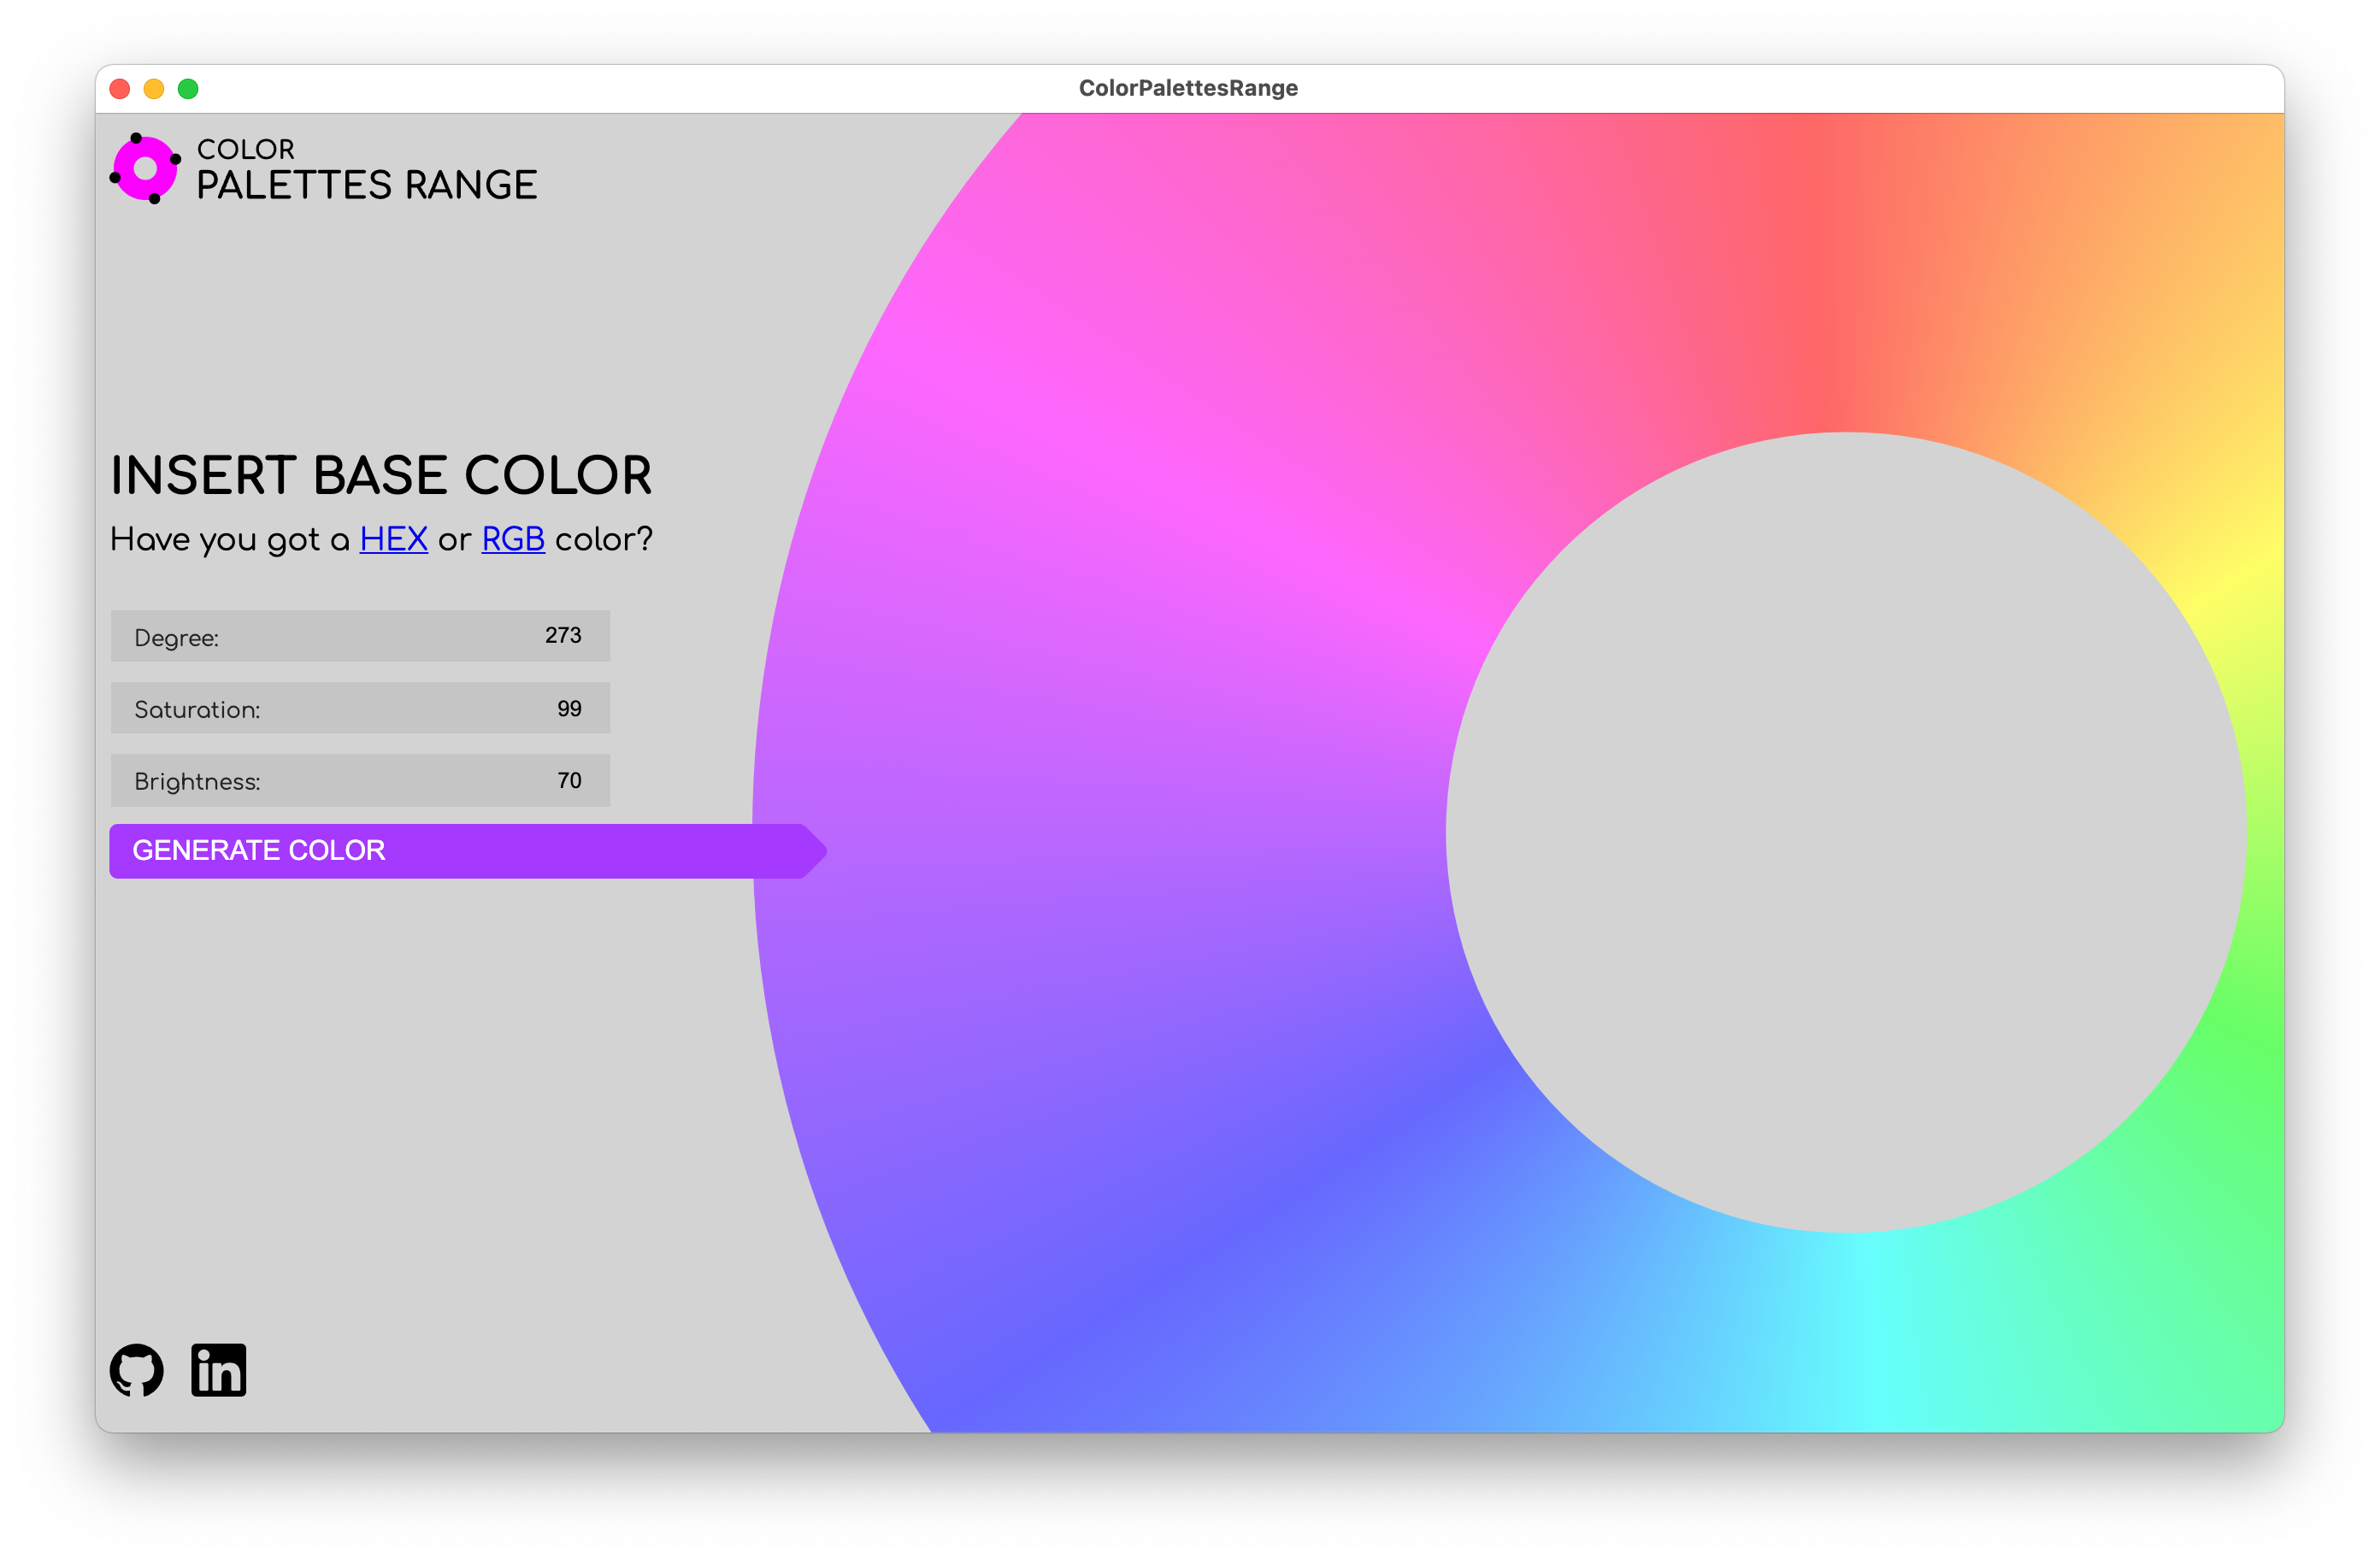 ColorPalettesRange
COLOR
PALETTES RANGE
INSERT BASE COLOR
Have you got a HEX or RGB color?
Degree: 273
Saturation: 99
Brightness: 70
GENERATE COLOR
in